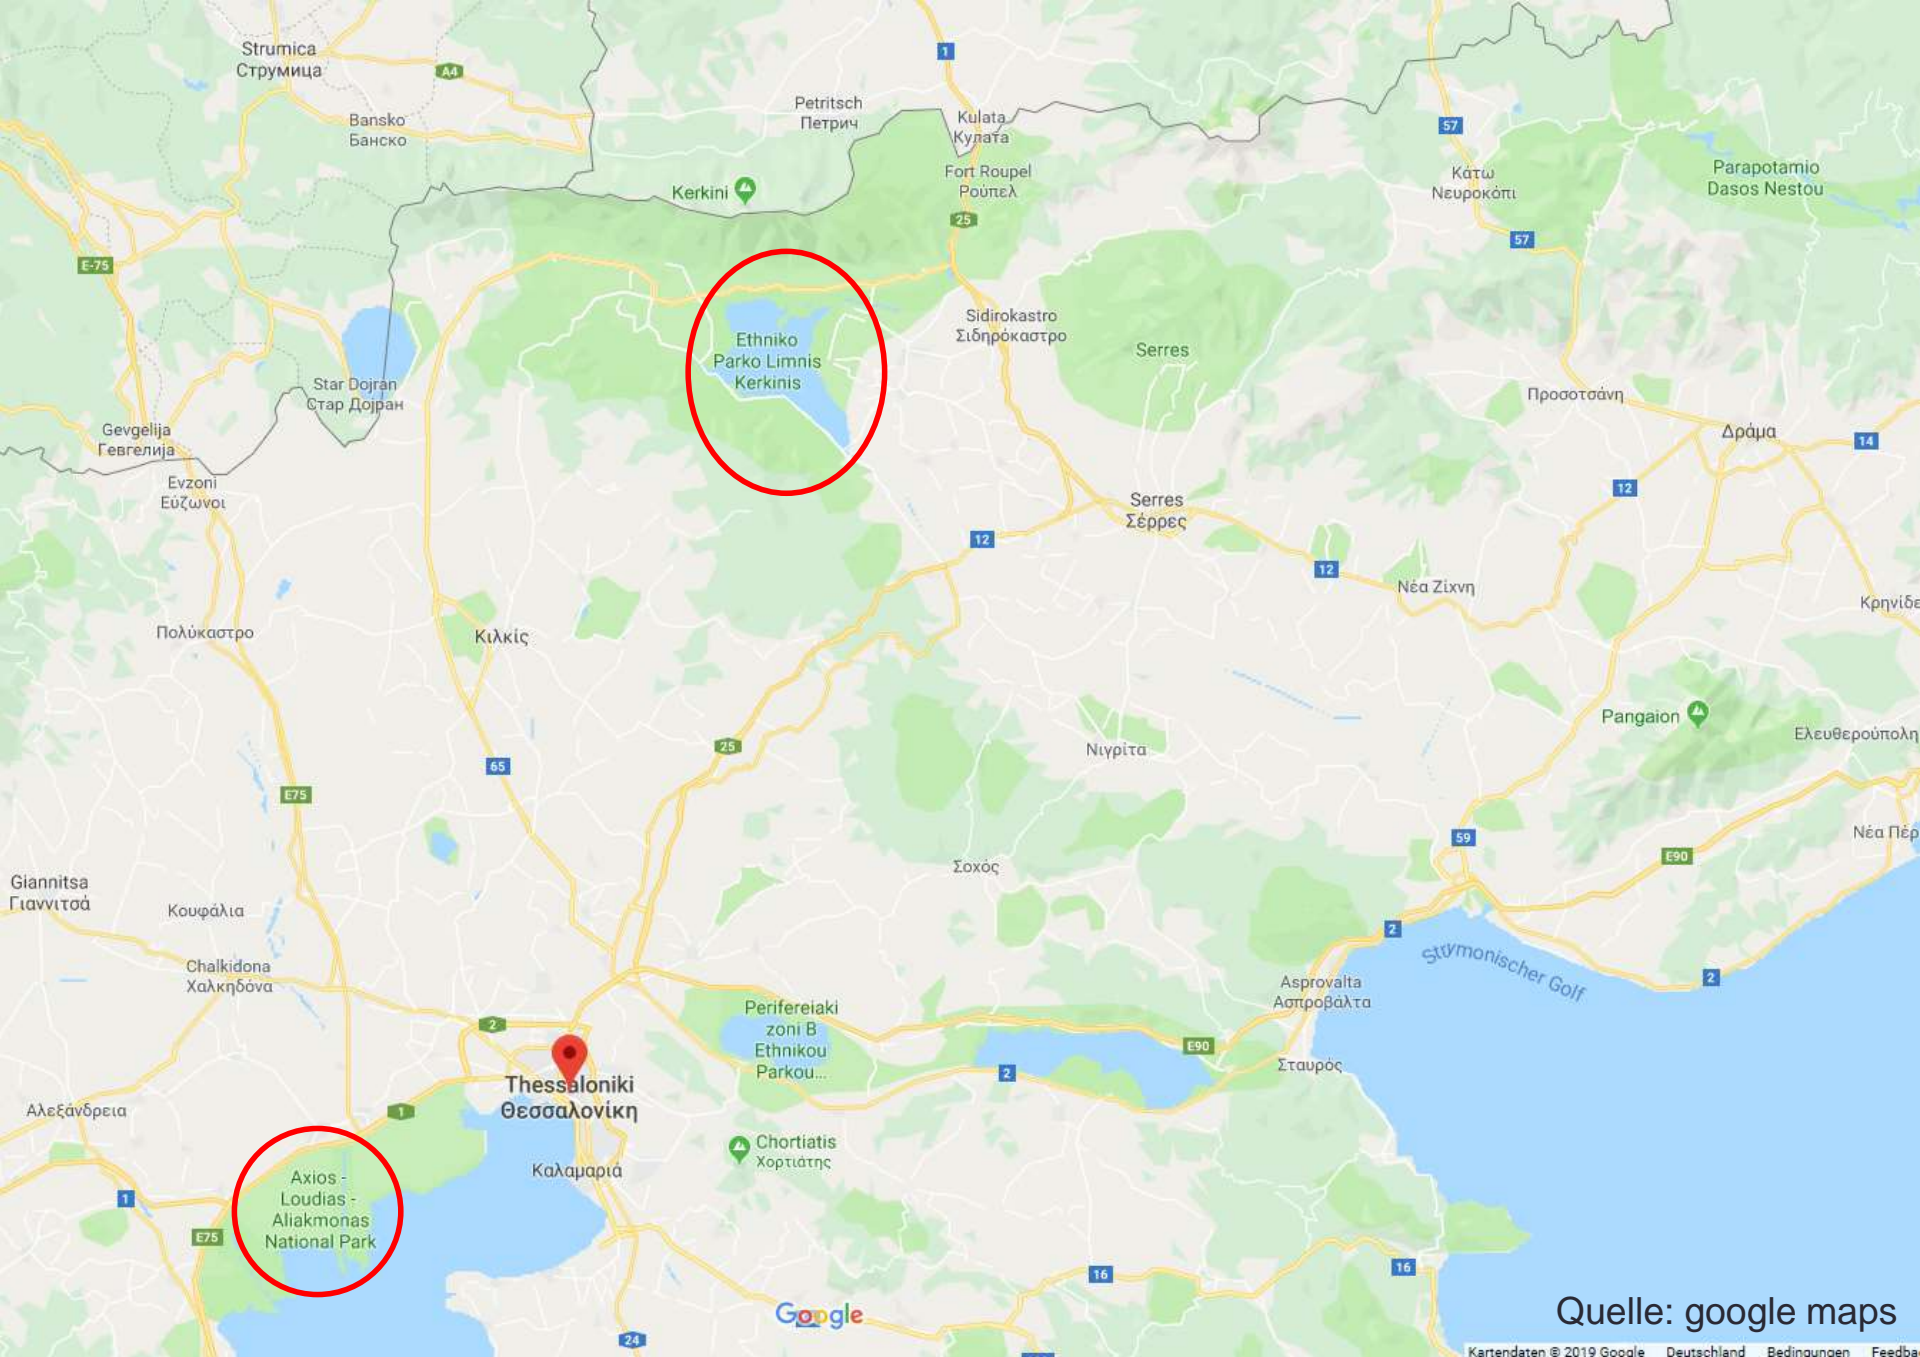 Strumica
Струмица
A4
1
Bansko
Банско
Petritsch
Петрич
Kulata
Кулата
57
Fort Roupel
Ρούπελ
Kerkini
Κάτω
Νευροκόπι
Parapotamio
Dasos Nestou
25
57
E-75
Sidirokastro
Σιδηρόκαστρο
Ethniko
Parko Limnis
Kerkinis
Serres
Star Dojran
Стар Дојран
Προσοτσάνη
Gevgelija
Гевгелија
Δράμα
14
Evzoni
Εύζωνοι
12
Serres
Σέρρες
12
12
Νέα Ζίχνη
Κρηνίδε
Πολύκαστρο
Κιλκίς
Pangaion
Ελευθερούπολη
25
Νιγρίτα
65
E75
59
Νέα Πέρ
E90
Σοχός
Giannitsa
Γιαννιτσά
Κουφάλια
2
Strymonischer Golf
Chalkidona
Χαλκηδόνα
2
Asprovalta
Ασπροβάλτα
Perifereiaki
zoni B
Ethnikou
Parkou...
2
E90
Σταυρός
2
Thessaloniki
Θεσσαλονίκη
Αλεξάνδρεια
1
Chortiatis
Χορτιάτης
Καλαμαριά
Axios -
Loudias -
Aliakmonas
National Park
1
E75
16
16
Google
Quelle: google maps
24
Kartendaten © 2019 Google Deutschland Bedingungen Feedba